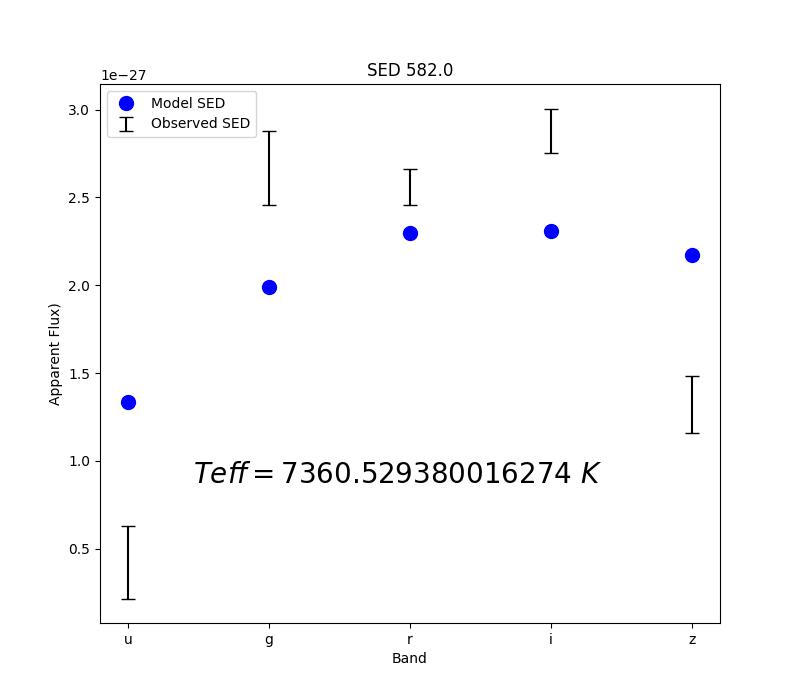 SED 582.0
1e−27
Model SED
Observed SED
3.0
2.5
2.0
1.5
1.0
0.5
Apparent Flux)
Teff = 7360.529380016274 K
u g r i z
Band